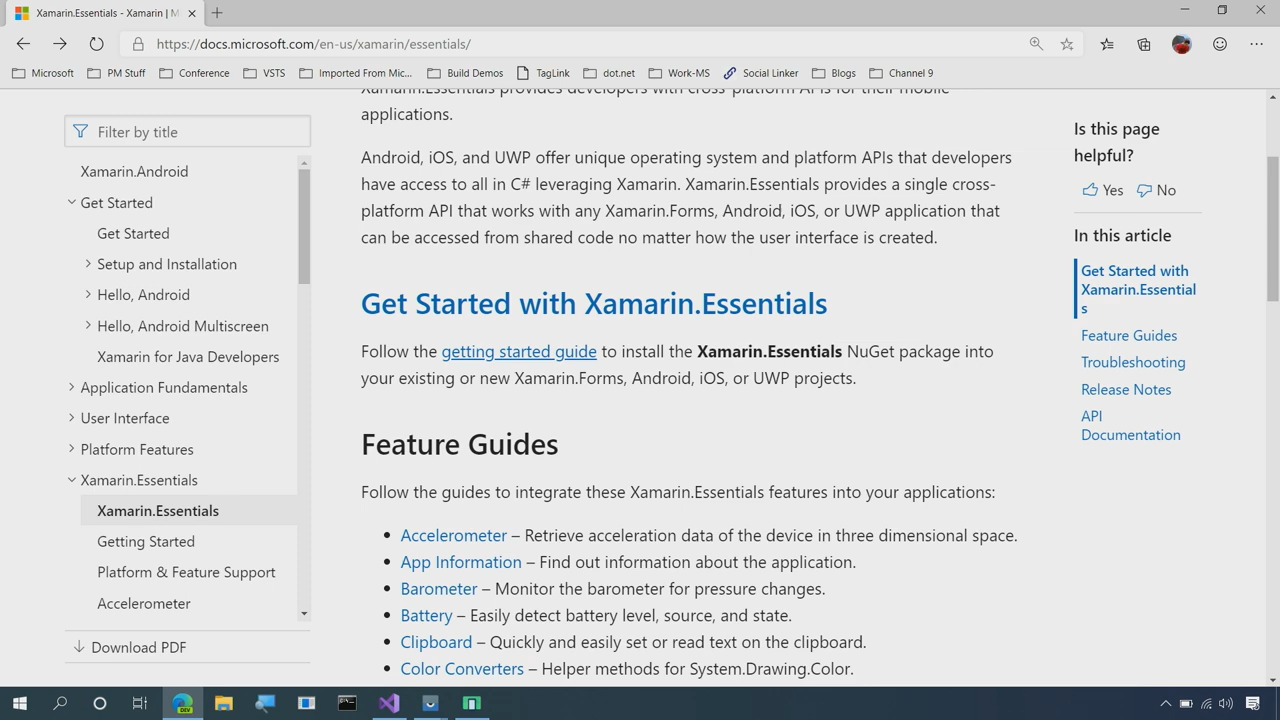 Xamarin.Essentials - Xamarin | M
https://docs.microsoft.com/en-us/xamarin/essentials/
Microsoft PM Stuff Conference VSTS Imported From Mic... Build Demos TagLink dot.net Work-MS Social Linker Blogs Channel 9
Filter by title
Xamarin.Android
Get Started
Get Started
Setup and Installation
Hello, Android
Hello, Android Multiscreen
Xamarin for Java Developers
Application Fundamentals
User Interface
Platform Features
Xamarin.Essentials
Xamarin.Essentials
Getting Started
Platform & Feature Support
Accelerometer
Download PDF
Xamarin.Essentials provides developers with cross-platform APIs for their mobile
applications.
Android, iOS, and UWP offer unique operating system and platform APIs that developers
have access to all in C# leveraging Xamarin. Xamarin.Essentials provides a single cross-
platform API that works with any Xamarin.Forms, Android, iOS, or UWP application that
can be accessed from shared code no matter how the user interface is created.
Get Started with Xamarin.Essentials
Follow the getting started guide to install the Xamarin.Essentials NuGet package into
your existing or new Xamarin.Forms, Android, iOS, or UWP projects.
Feature Guides
Follow the guides to integrate these Xamarin.Essentials features into your applications:
• Accelerometer – Retrieve acceleration data of the device in three dimensional space.
• App Information – Find out information about the application.
• Barometer – Monitor the barometer for pressure changes.
• Battery – Easily detect battery level, source, and state.
• Clipboard – Quickly and easily set or read text on the clipboard.
• Color Converters – Helper methods for System.Drawing.Color.
Is this page
helpful?
Yes No
In this article
Get Started with
Xamarin.Essential
s
Feature Guides
Troubleshooting
Release Notes
API
Documentation
DEV